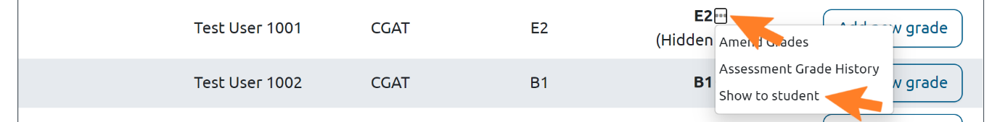 Test User 1001 CGAT E2 E2 Add new grade
(Hidden
Amend Grades
Assessment Grade History
Test User 1002 CGAT B1 B1 w grade
Show to student